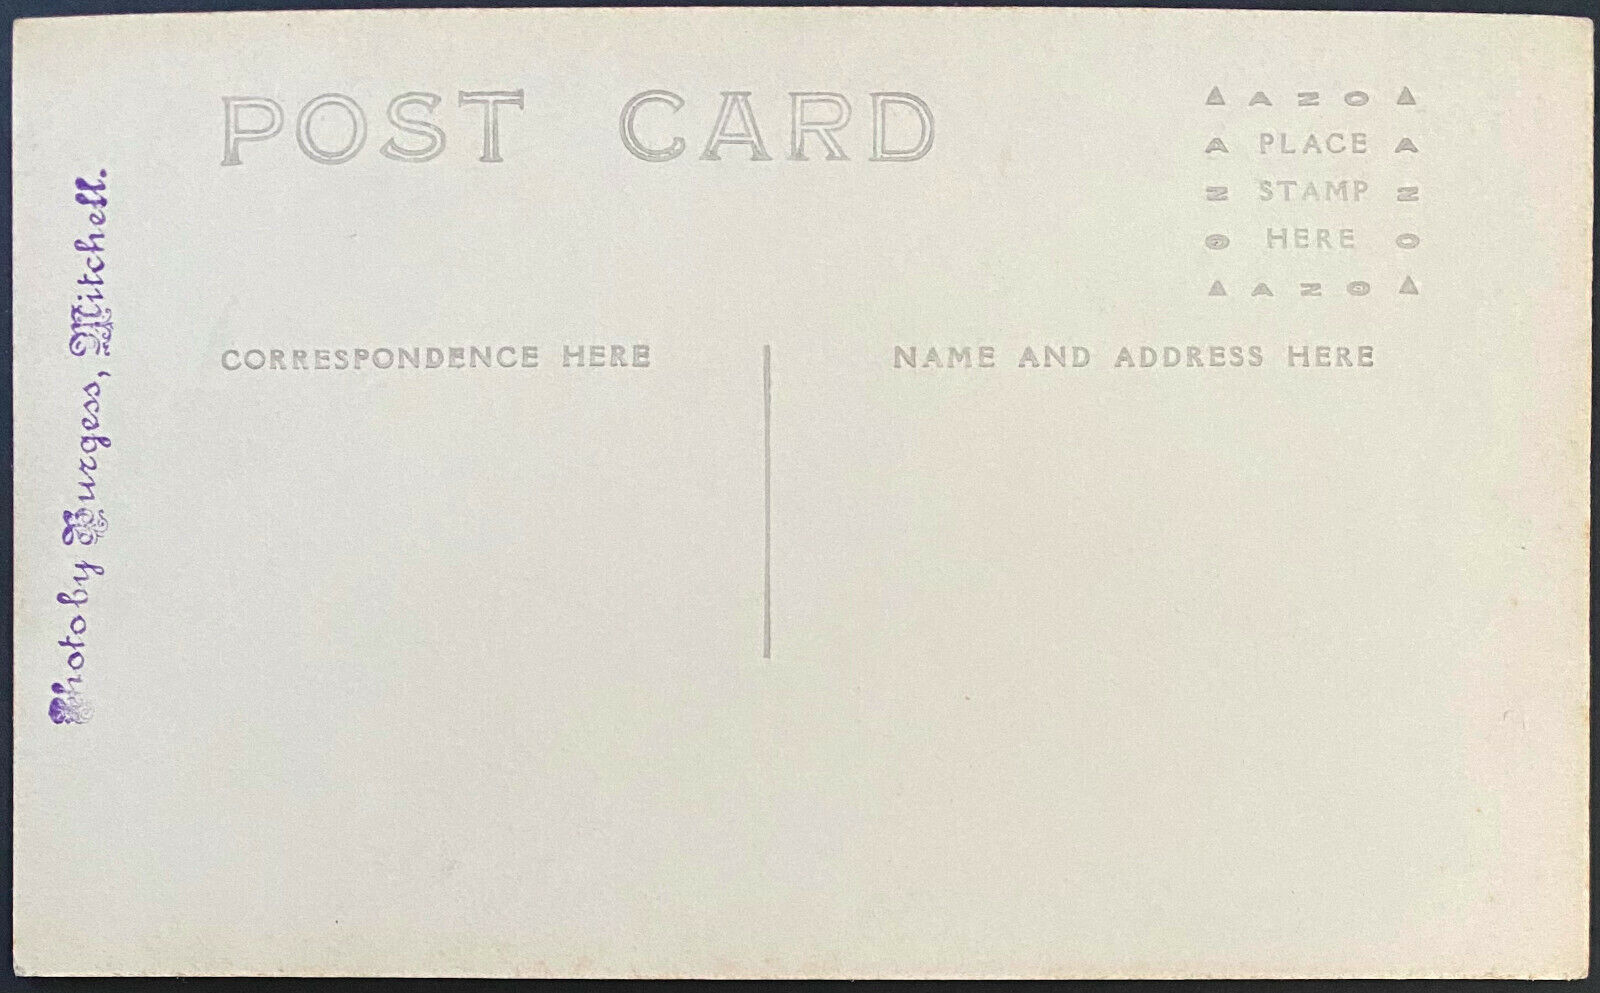 POST CARD
AZO
A PLACE A
Z STAMP Z
O HERE O
AZO
CORRESPONDENCE HERE
NAME AND ADDRESS HERE
Photo by Burgess, Mitchell.